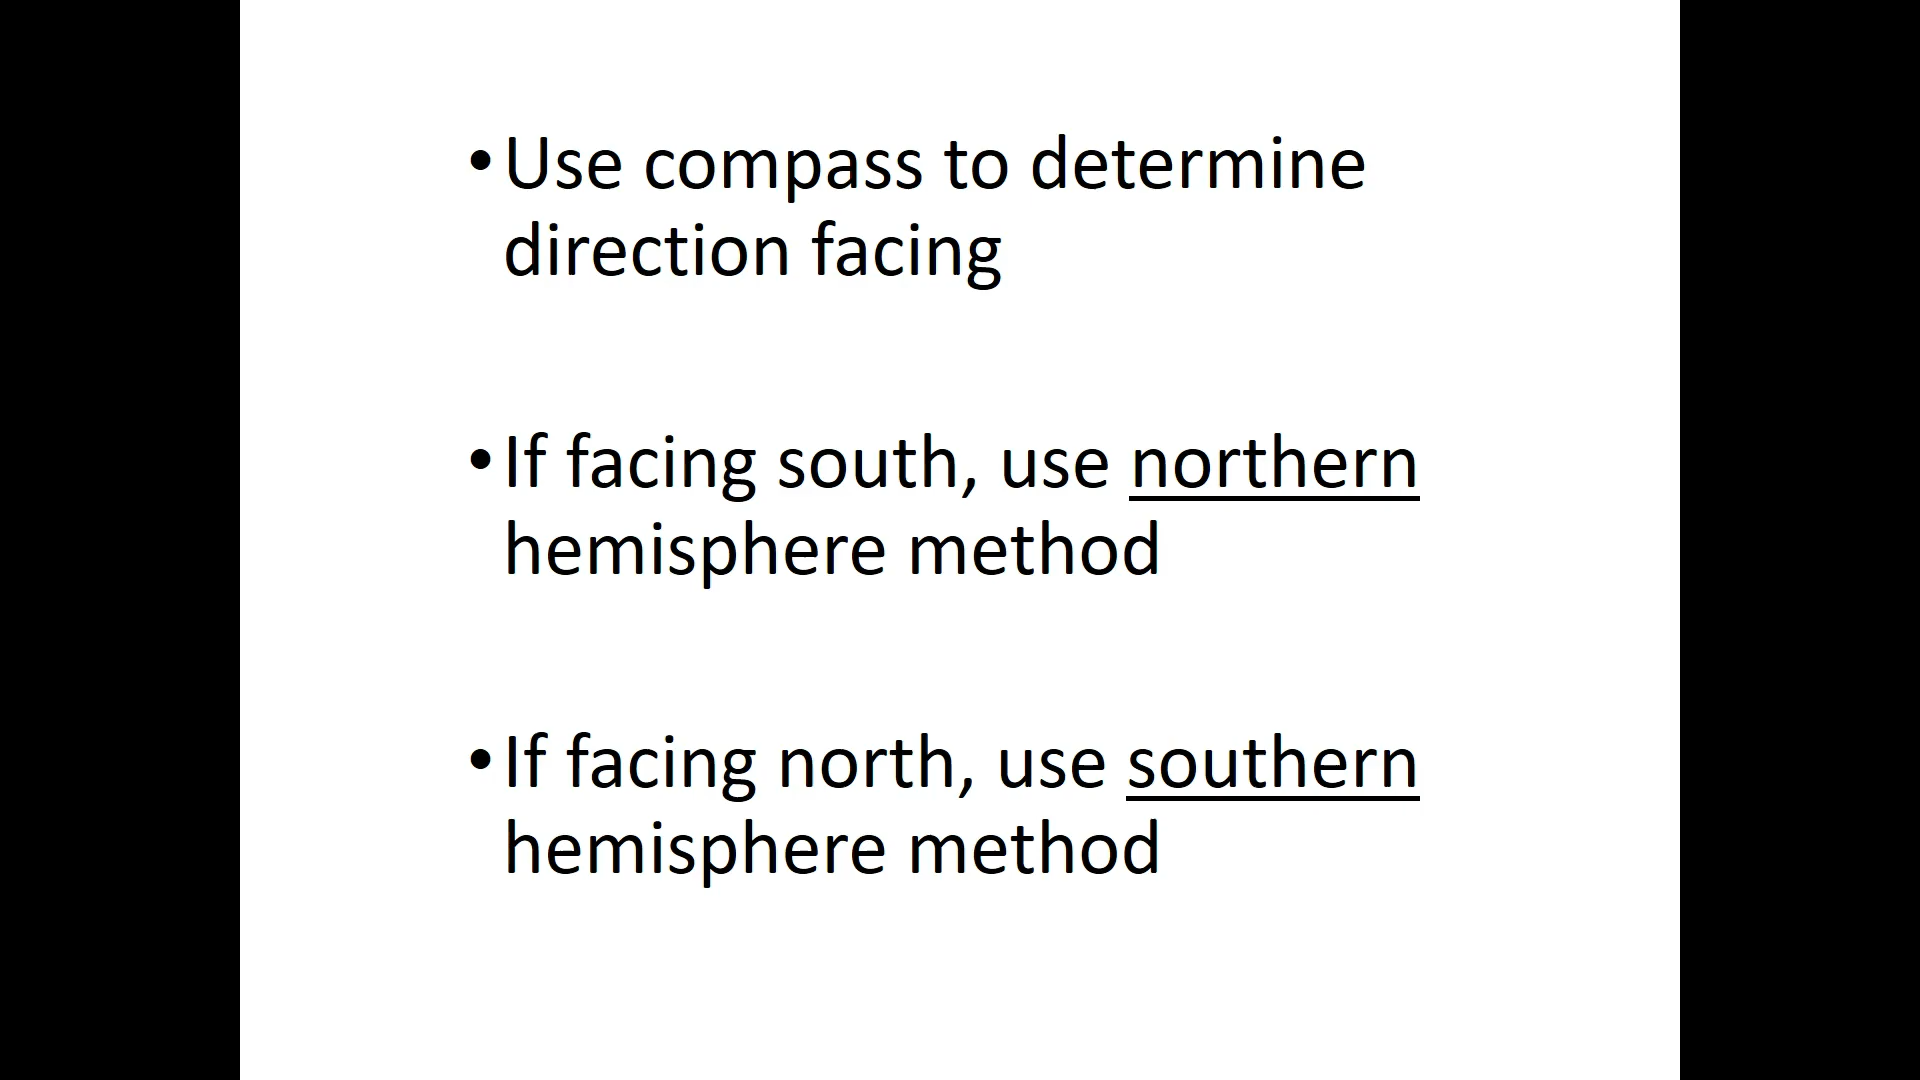 •Use compass to determine
direction facing
•If facing south, use northern
hemisphere method
•If facing north, use southern
hemisphere method